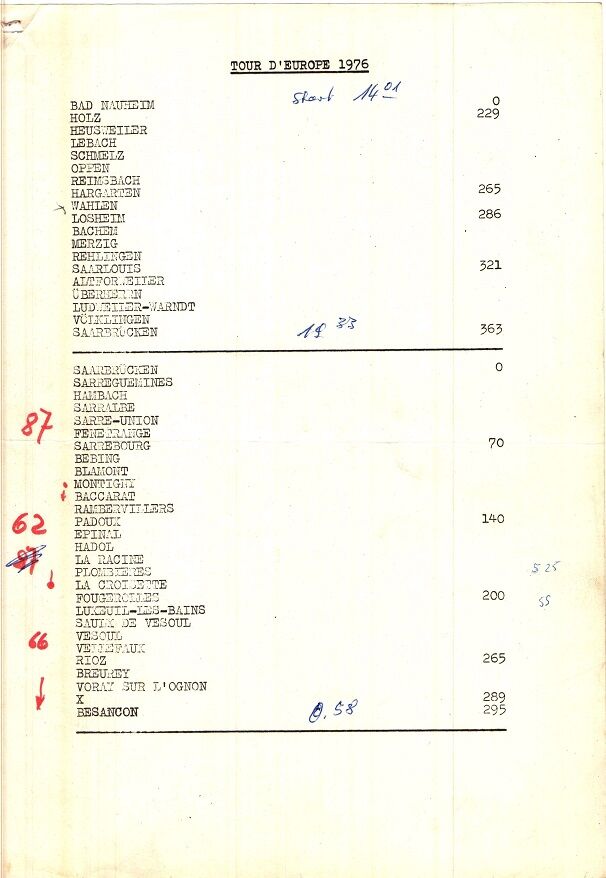 TOUR D'EUROPE 1976
Start 14 01
BAD NAUHEIM 0
HOLZ 229
HEUSWEILER
LEBACH
SCHMELZ
OPPEN
REIMSBACH
HARGARTEN 265
WAHLEN
LOSHEIM 286
BACHEM
MERZIG
REHLINGEN
SAARLOUIS 321
ALTFORWEILER
ÜBERHERRN
LUDWEILER-WARNDT
VÖLKLINGEN
SAARBRÜCKEN 19 33 363
SAARBRÜCKEN 0
SARREGUEMINES
HAMBACH
SARRALBE
87 SARRE-UNION
FENETRANGE
SARREBOURG 70
BEBING
BLAMONT
MONTIGNY
BACCARAT
RAMBERVILLERS
62 PADOUX 140
EPINAL
HADOL
LA RACINE
PLOMBIERES 5 25
LA CROISETTE
FOUGEROLLES 200 55
LUXEUIL-LES-BAINS
SAULX DE VESOUL
VESOUL
66 VELLEFAUX
RIOZ 265
BREUREY
VORAY SUR L'OGNON
X 289
BESANCON 0.58 295